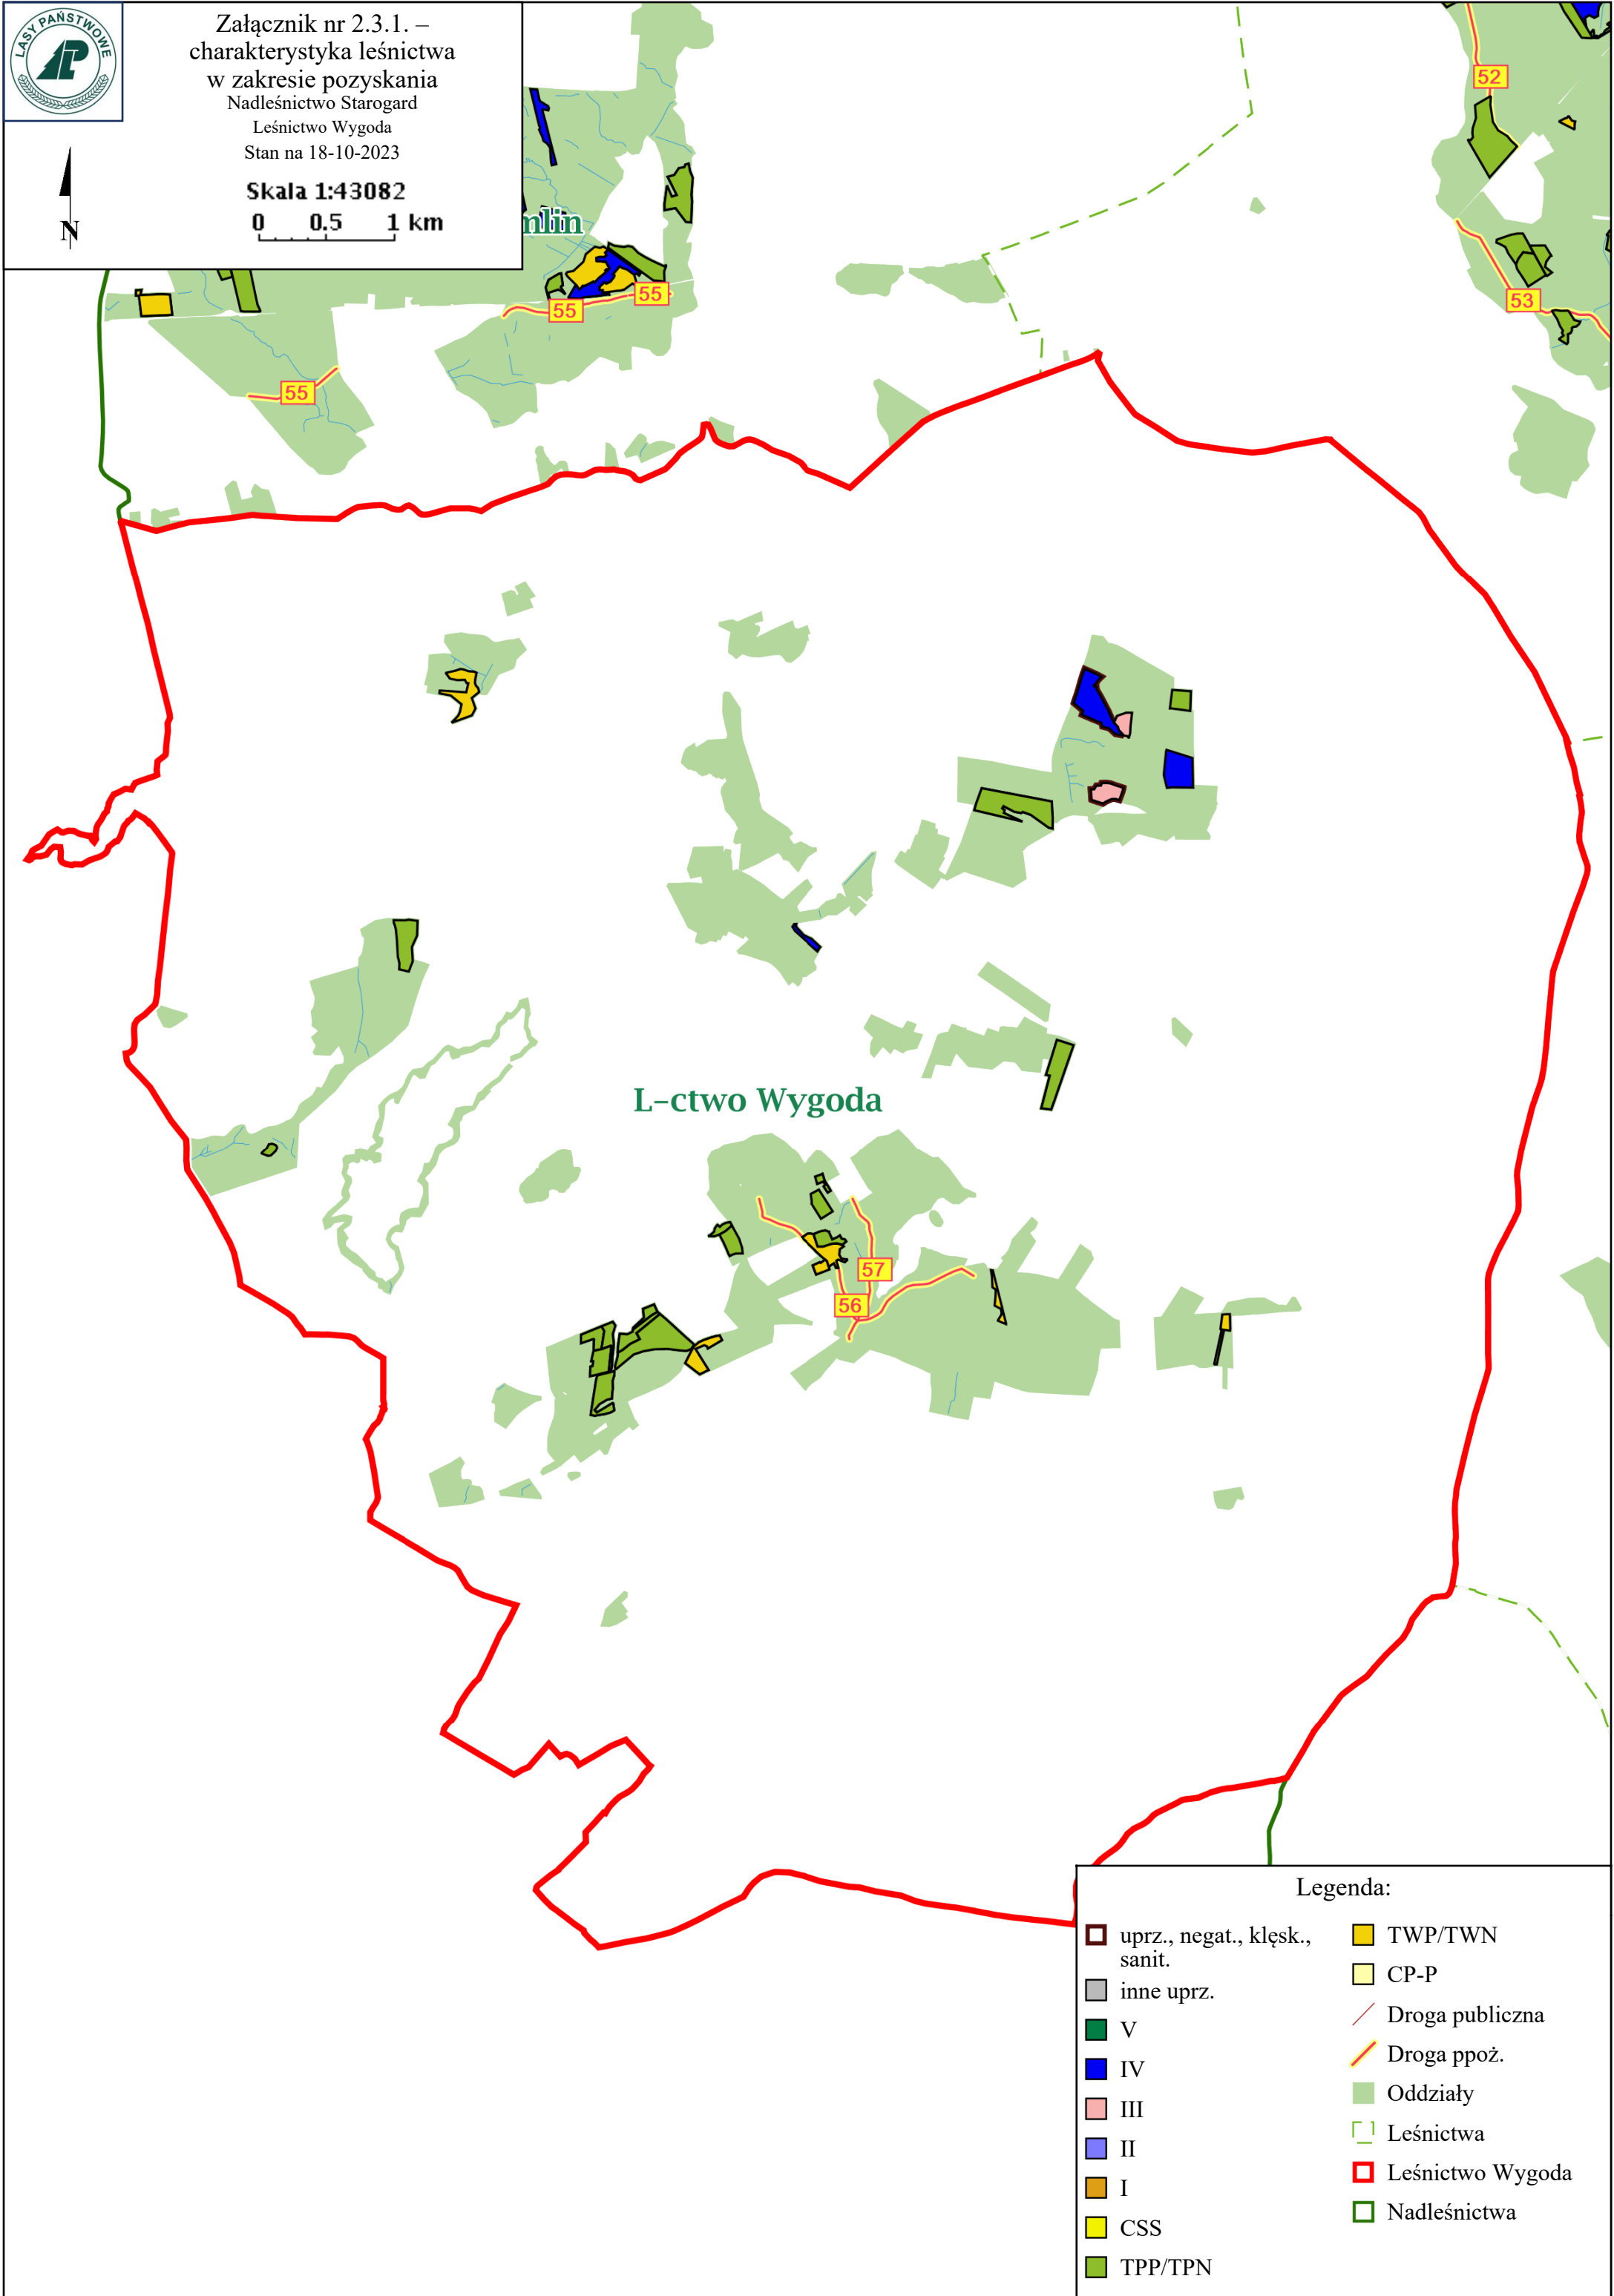 LASY PAŃSTWOWE
Załącznik nr 2.3.1. –
charakterystyka leśnictwa
w zakresie pozyskania
Nadleśnictwo Starogard
Leśnictwo Wygoda
Stan na 18-10-2023
Skala 1:43082
0 0.5 1 km
N
mlin
52
53
55
55
55
L-ctwo Wygoda
57
56
Legenda:
uprz., negat., klęsk.,
sanit.
inne uprz.
V
IV
III
II
I
CSS
TPP/TPN
TWP/TWN
CP-P
Droga publiczna
Droga ppoż.
Oddziały
Leśnictwa
Leśnictwo Wygoda
Nadleśnictwa